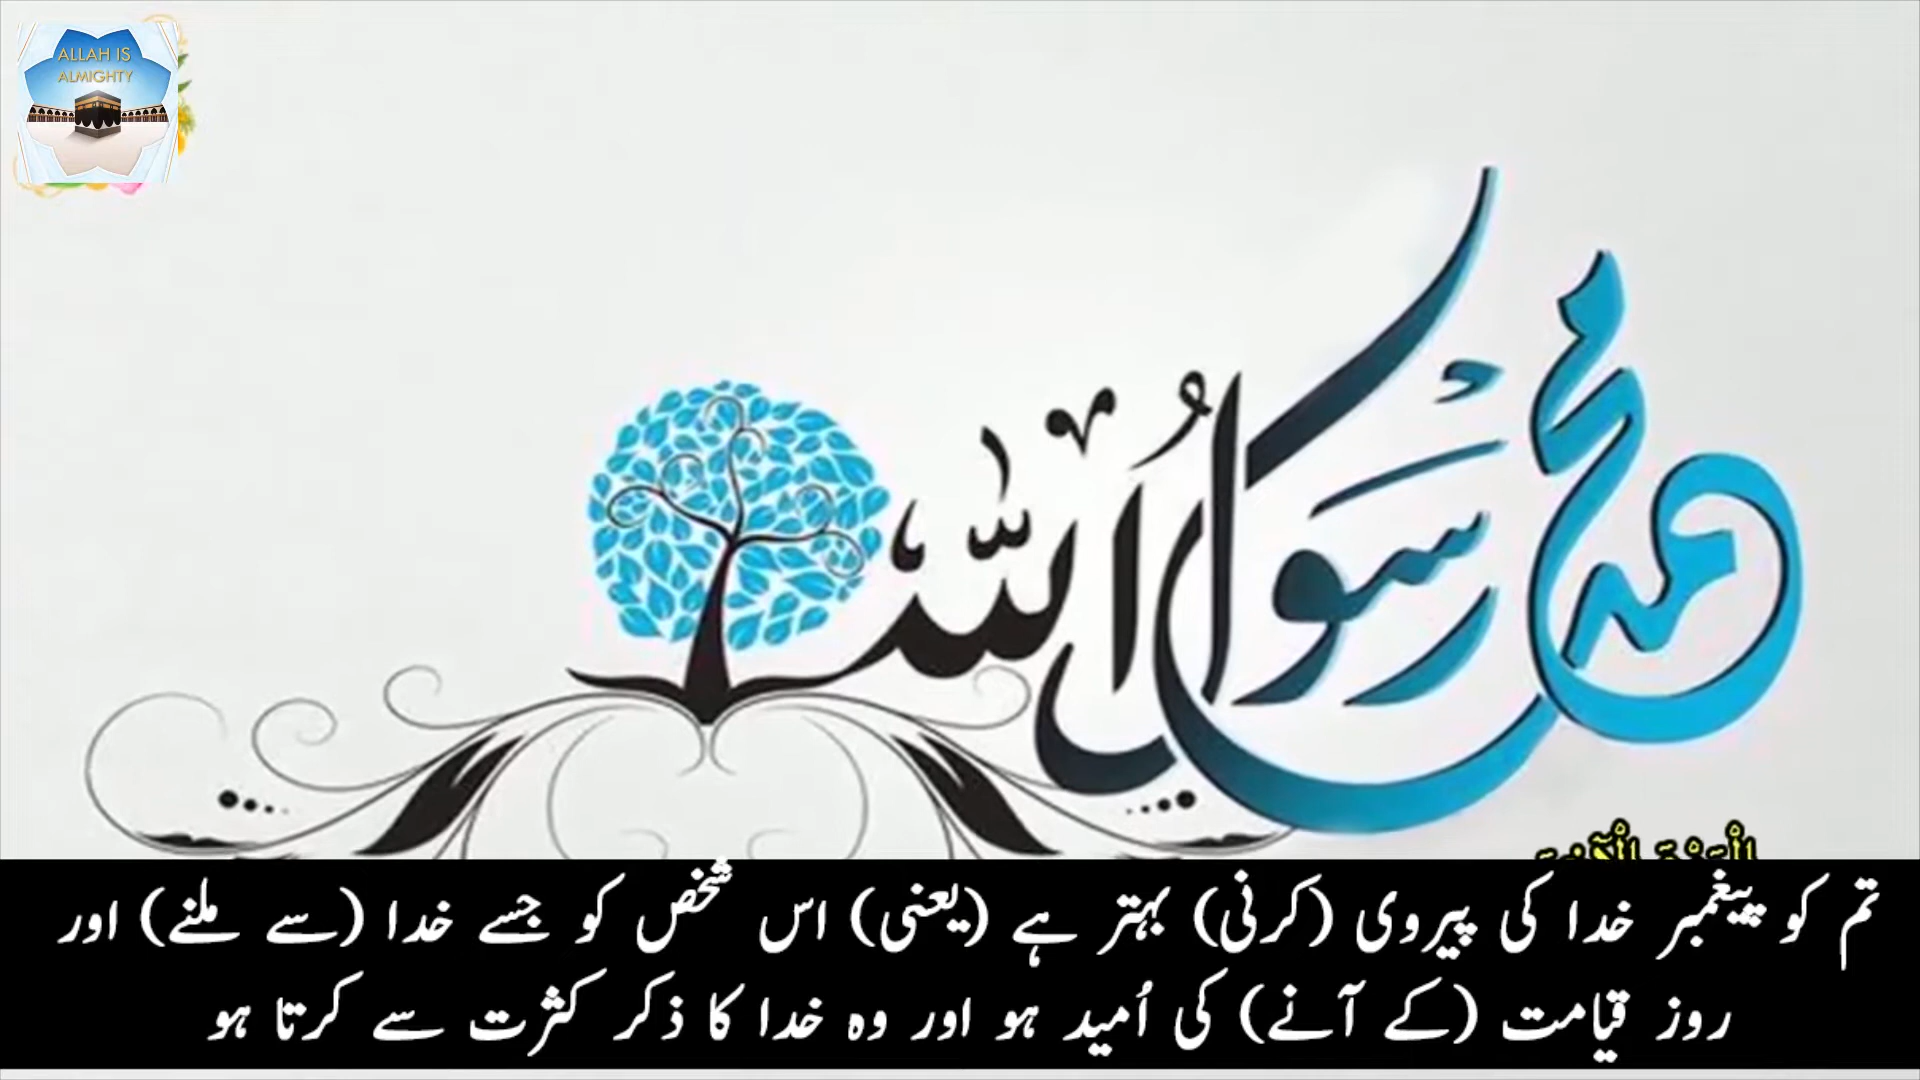 ALLAH IS
ALMIGHTY
محمد رسول الله
تم کو پیغمبر خدا کی پیروی (کرنی) بہتر ہے (یعنی) اس شخص کو جسے خدا (سے ملنے) اور
روز قیامت (کے آنے) کی اُمید ہو اور وہ خدا کا ذکر کثرت سے کرتا ہو